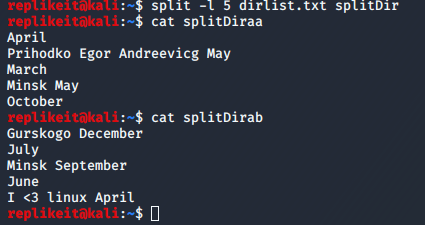 replikeit@kali:~$ split -l 5 dirlist.txt splitDir
replikeit@kali:~$ cat splitDiraa
April
Prihodko Egor Andreevicg May
March
Minsk May
October
replikeit@kali:~$ cat splitDirab
Gurskogo December
July
Minsk September
June
I <3 linux April
replikeit@kali:~$